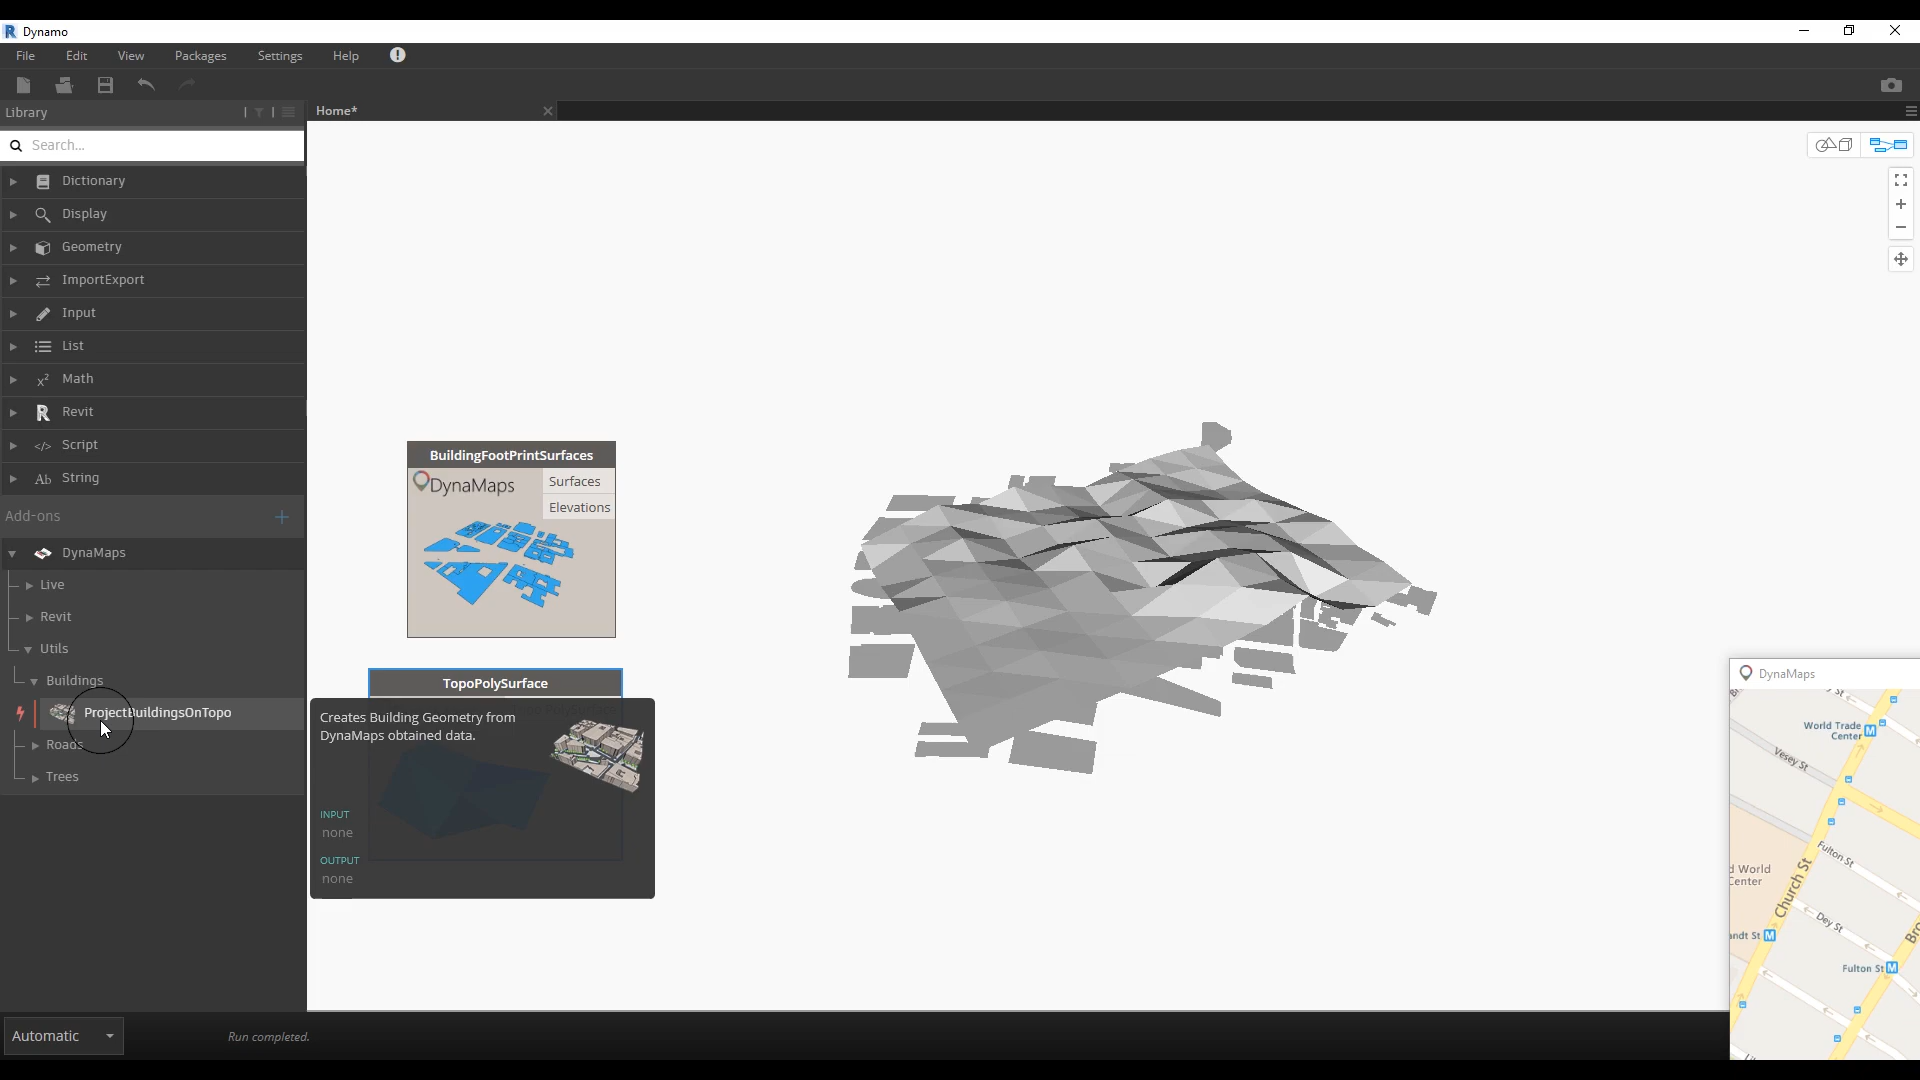 Dynamo
File Edit View Packages Settings Help
Library
Home*
Search...
Dictionary
Display
Geometry
ImportExport
Input
List
Math
Revit
Script
String
Add-ons
DynaMaps
Live
Revit
Utils
Buildings
ProjectBuildingsOnTopo
Roads
Trees
BuildingFootPrintSurfaces
DynaMaps
Surfaces
Elevations
TopoPolySurface
Creates Building Geometry from
DynaMaps obtained data.
INPUT
none
OUTPUT
none
DynaMaps
World Trade
Center
Vesey St
Fulton St
World
Center
Church St
Dey St
Fulton St
Automatic
Run completed.